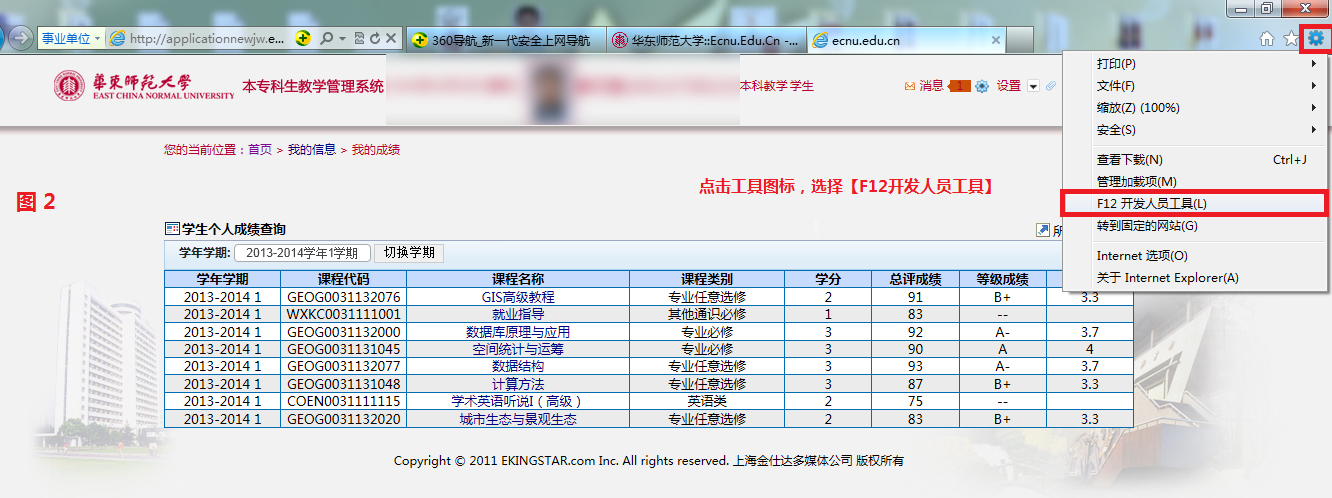 事业单位 http://applicationnewjw.e... 360导航_新一代安全上网导航 华东师范大学::Ecnu.Edu.Cn -... ecnu.edu.cn
華東師範大學
EAST CHINA NORMAL UNIVERSITY
本专科生教学管理系统
本科教学 学生
消息 1 设置
打印(P)
文件(F)
缩放(Z) (100%)
安全(S)
查看下载(N) Ctrl+J
管理加载项(M)
F12 开发人员工具(L)
转到固定的网站(G)
Internet 选项(O)
关于 Internet Explorer(A)
您的当前位置：首页 > 我的信息 > 我的成绩
点击工具图标，选择【F12开发人员工具】
图 2
学生个人成绩查询
学年学期: 2013-2014学年1学期 切换学期
学年学期 课程代码 课程名称 课程类别 学分 总评成绩 等级成绩
2013-2014 1 GEOG0031132076 GIS高级教程 专业任意选修 2 91 B+ 3.3
2013-2014 1 WXKC0031111001 就业指导 其他通识必修 1 83 --
2013-2014 1 GEOG0031132000 数据库原理与应用 专业必修 3 92 A- 3.7
2013-2014 1 GEOG0031131045 空间统计与运筹 专业必修 3 90 A 4
2013-2014 1 GEOG0031132077 数据结构 专业任意选修 3 93 A- 3.7
2013-2014 1 GEOG0031131048 计算方法 专业任意选修 3 87 B+ 3.3
2013-2014 1 COEN0031111115 学术英语听说I（高级） 英语类 2 75 --
2013-2014 1 GEOG0031132020 城市生态与景观生态 专业任意选修 2 83 B+ 3.3
Copyright © 2011 EKINGSTAR.com Inc. All rights reserved. 上海金仕达多媒体公司 版权所有